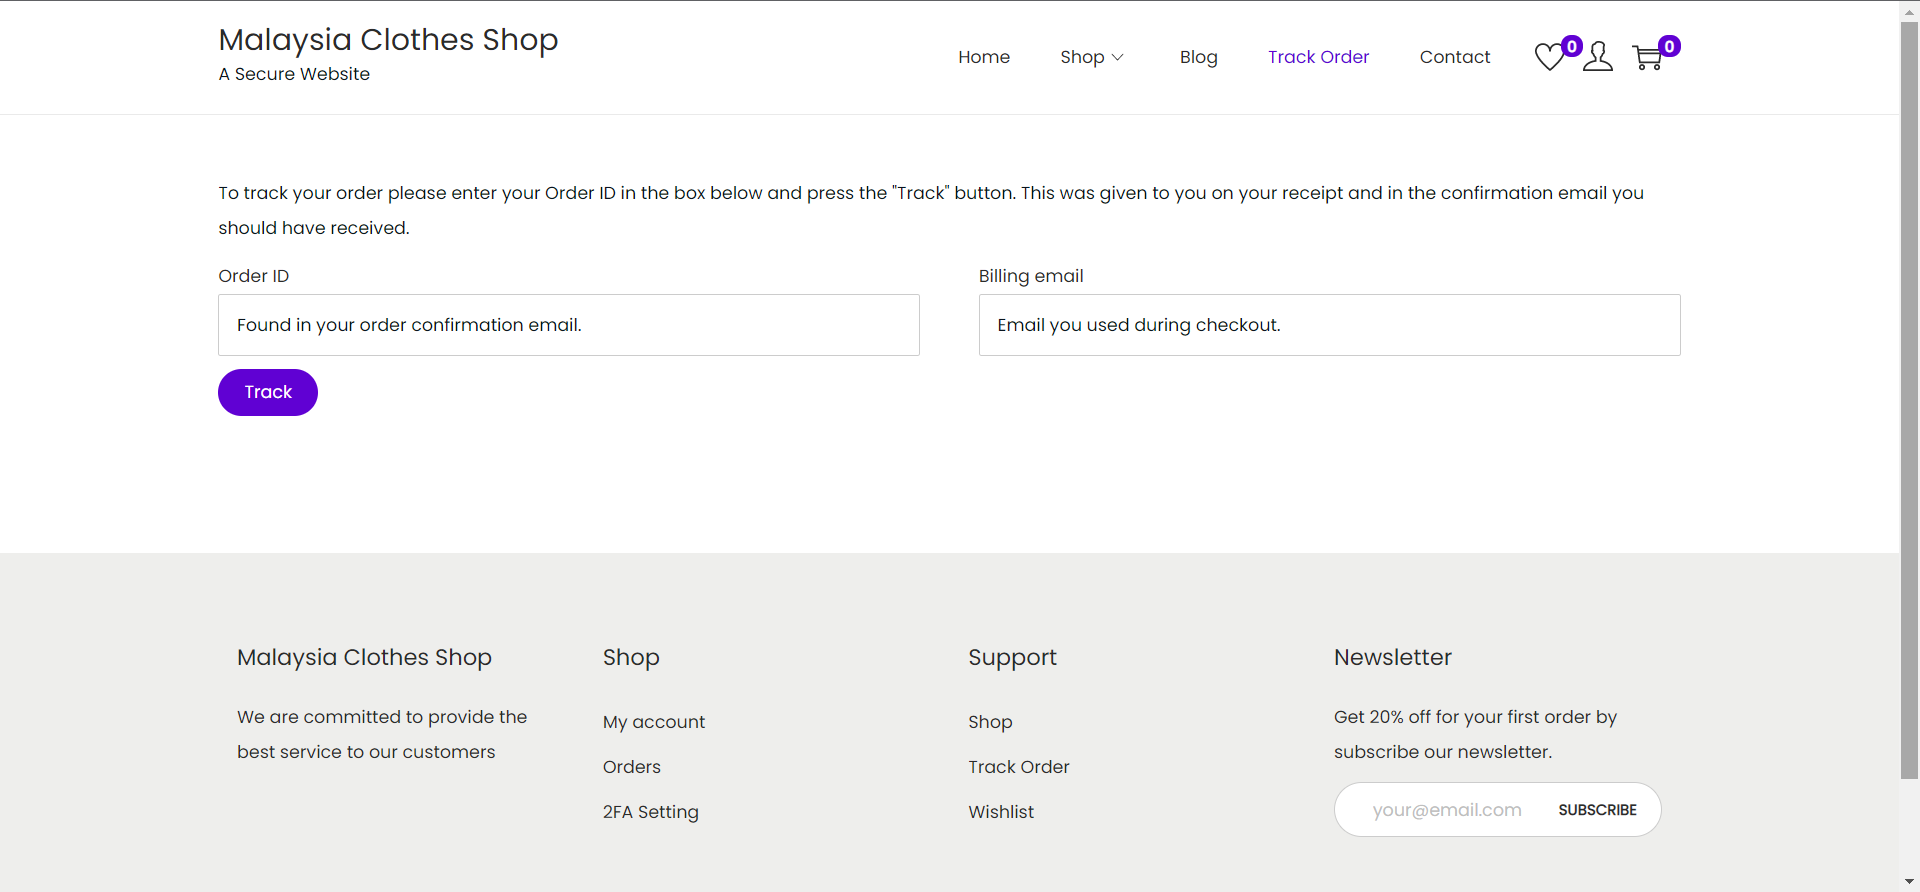 Malaysia Clothes Shop
A Secure Website
Home
Shop
Blog
Track Order
Contact
0
0
To track your order please enter your Order ID in the box below and press the "Track" button. This was given to you on your receipt and in the confirmation email you
should have received.
Order ID
Billing email
Found in your order confirmation email.
Email you used during checkout.
Track
Malaysia Clothes Shop
We are committed to provide the
best service to our customers
Shop
My account
Orders
2FA Setting
Support
Shop
Track Order
Wishlist
Newsletter
Get 20% off for your first order by
subscribe our newsletter.
your@email.com
SUBSCRIBE